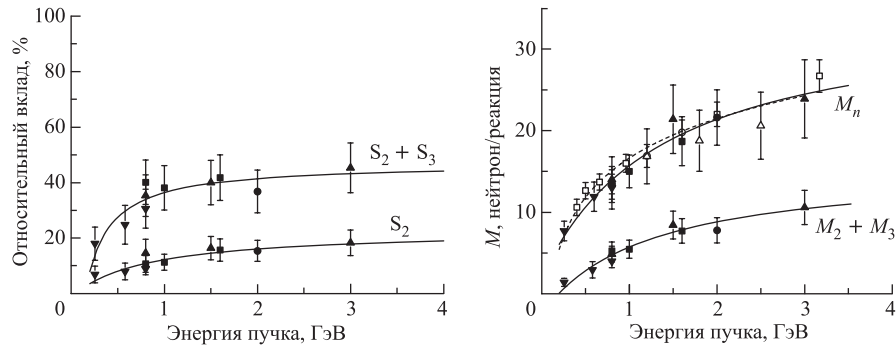 100
80
60
40
20
0
1
2
3
4
Относительный вклад, %
Энергия пучка, ГэВ
S₂ + S₃
S₂
30
20
10
0
1
2
3
4
M, нейтрон/реакция
Энергия пучка, ГэВ
Mₙ
M₂ + M₃